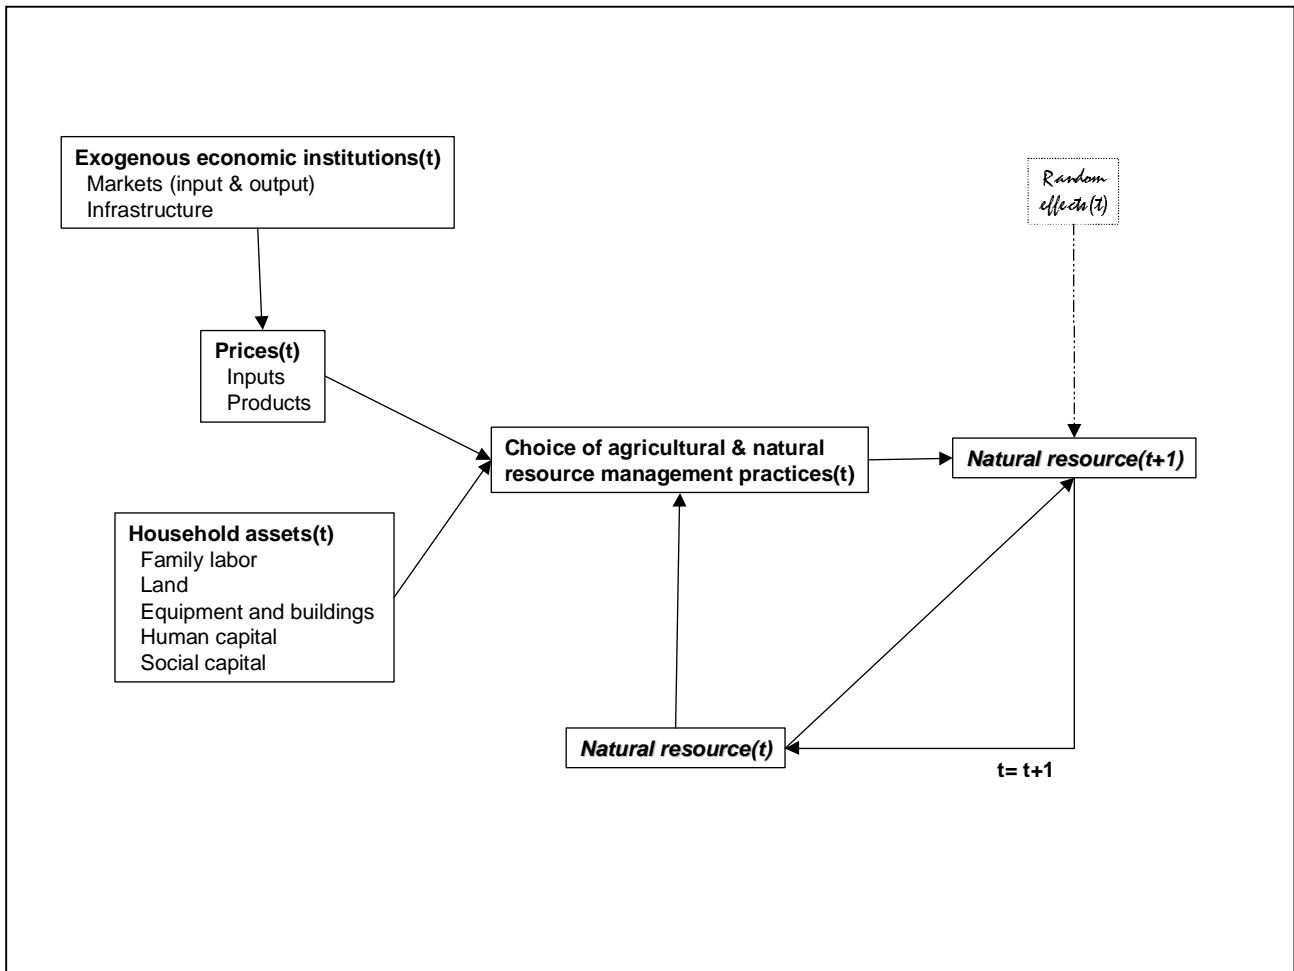 Exogenous economic institutions(t)
Markets (input & output)
Infrastructure
Random
effects(t)
Prices(t)
Inputs
Products
Choice of agricultural & natural
resource management practices(t)
Natural resource(t+1)
Household assets(t)
Family labor
Land
Equipment and buildings
Human capital
Social capital
Natural resource(t)
t= t+1